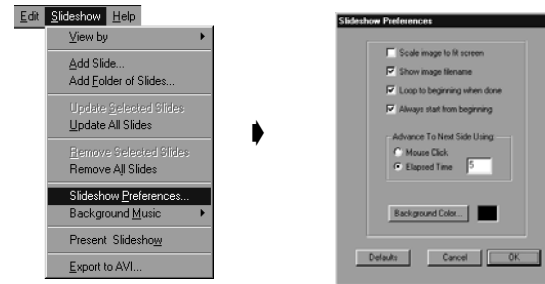 Edit Slideshow Help
View by
Add Slide...
Add Folder of Slides...
Update Selected Slides
Update All Slides
Remove Selected Slides
Remove All Slides
Slideshow Preferences...
Background Music
Present Slideshow
Export to AVI...
Slideshow Preferences
Scale image to fit screen
Show image filename
Loop to beginning when done
Always start from beginning
Advance To Next Side Using:
Mouse Click
Elapsed Time 5
Background Color...
Defaults Cancel OK